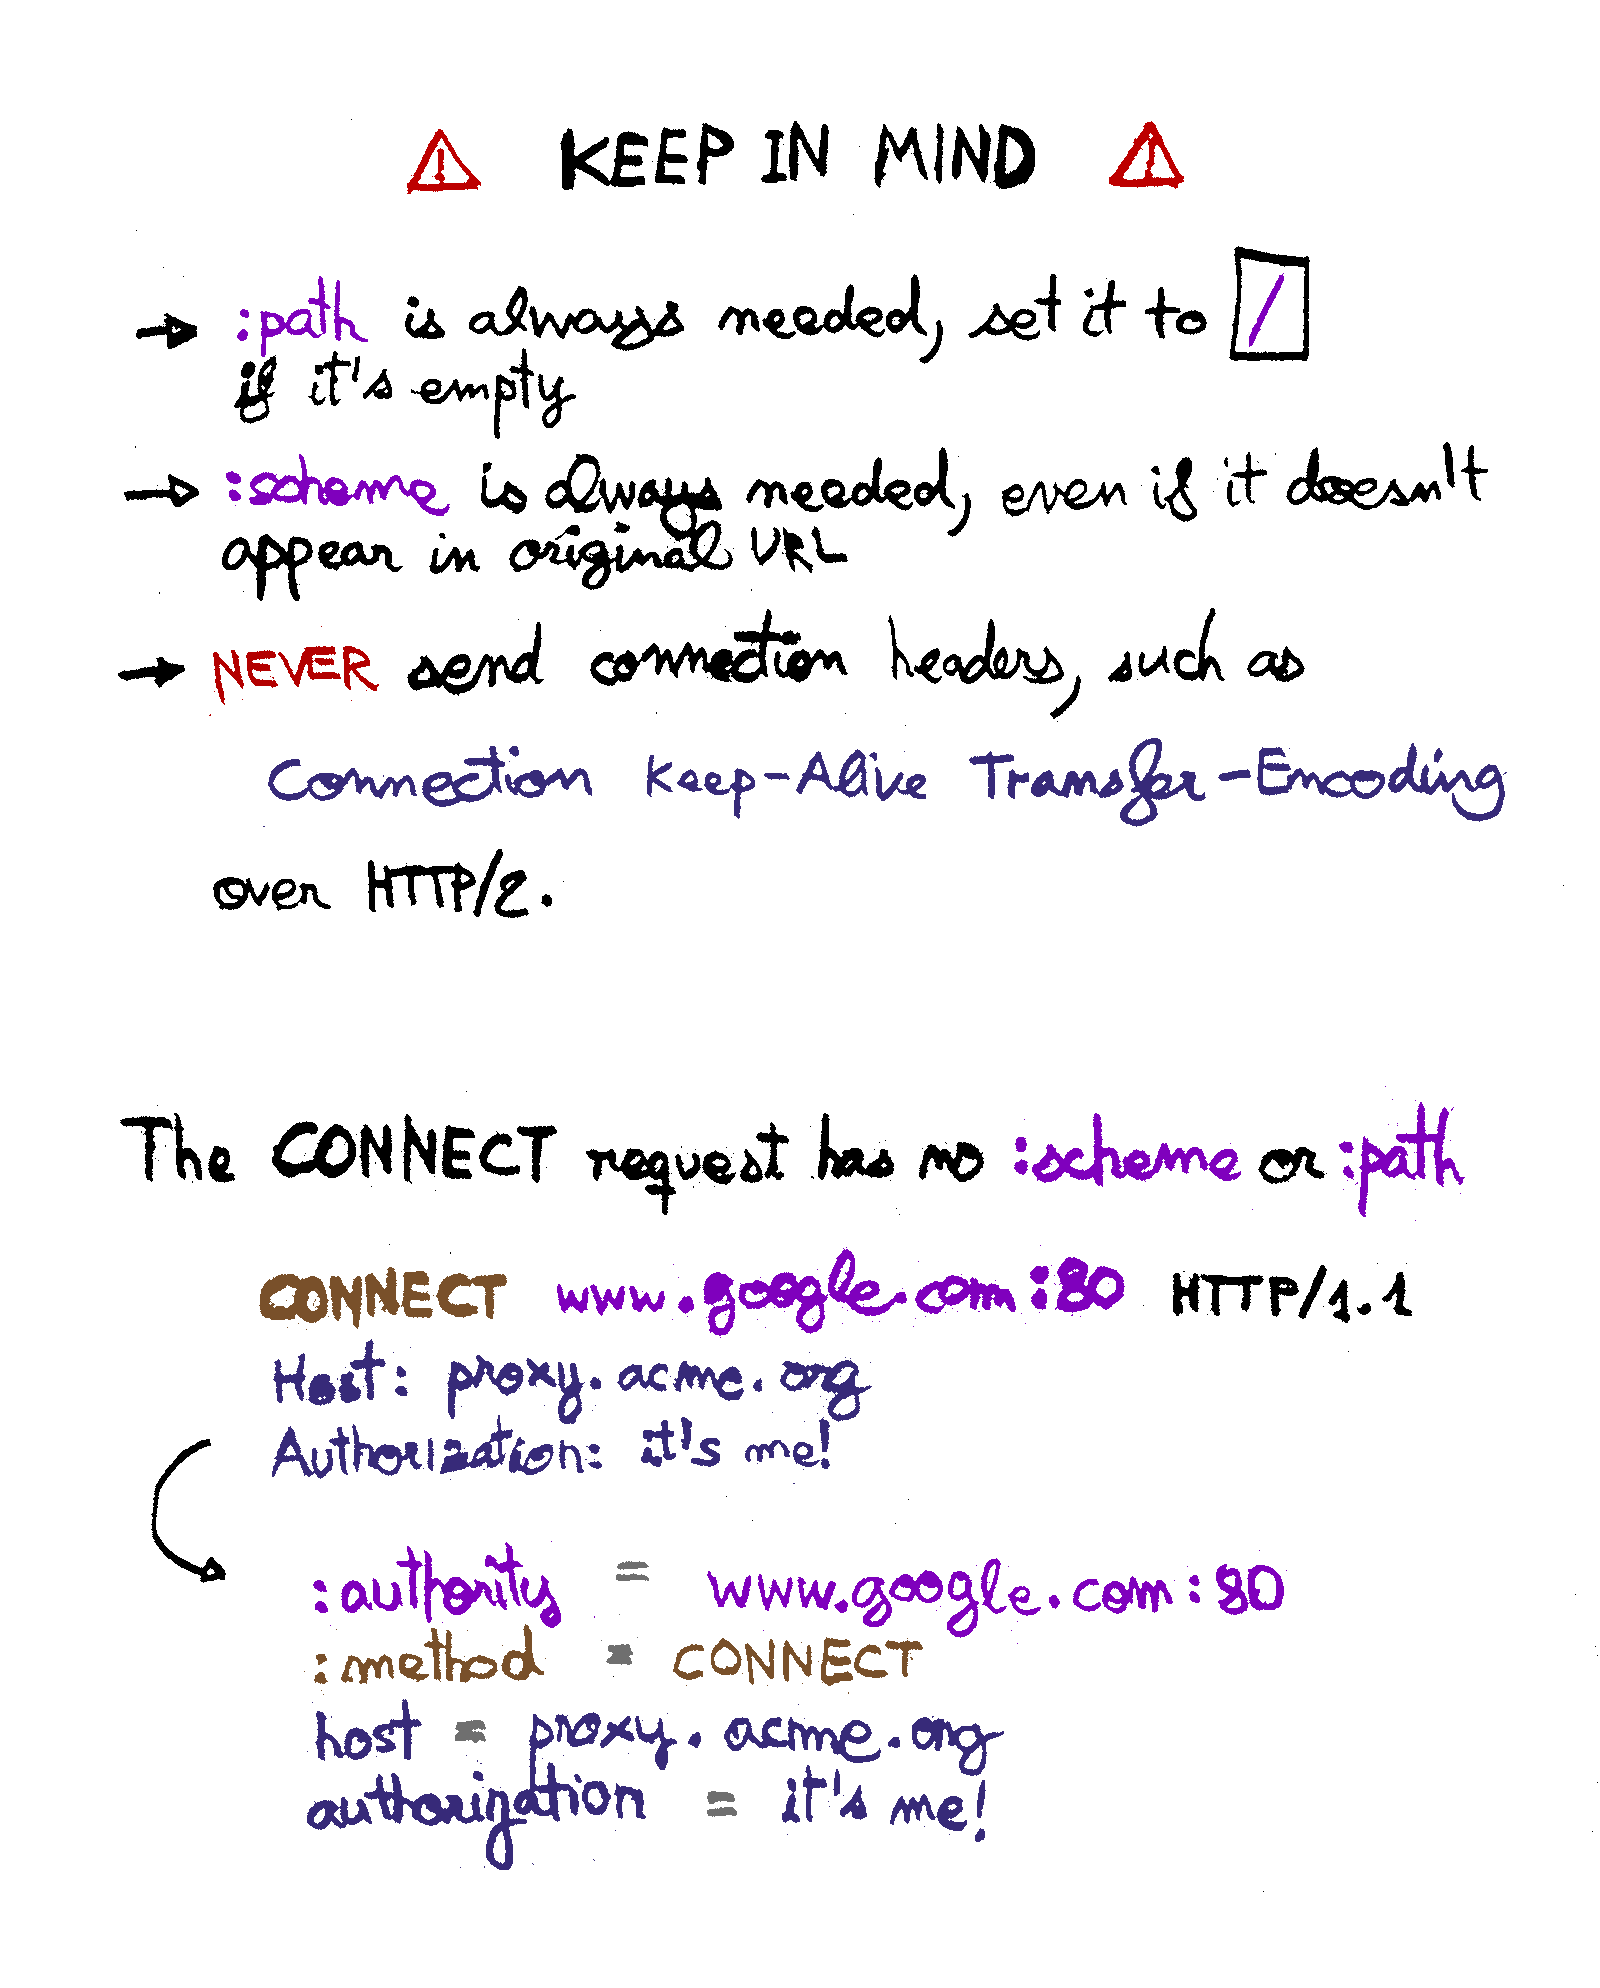 ⚠ KEEP IN MIND ⚠
→ :path is always needed, set it to /
if it's empty
→ :scheme is always needed, even if it doesn't
appear in original URL
→ NEVER send connection headers, such as
Connection Keep-Alive Transfer-Encoding
over HTTP/2.
The CONNECT request has no :scheme or :path
CONNECT www.google.com:80 HTTP/1.1
Host: proxy.acme.org
Authorization: it's me!
:authority = www.google.com:80
:method = CONNECT
host = proxy.acme.org
authorization = it's me!